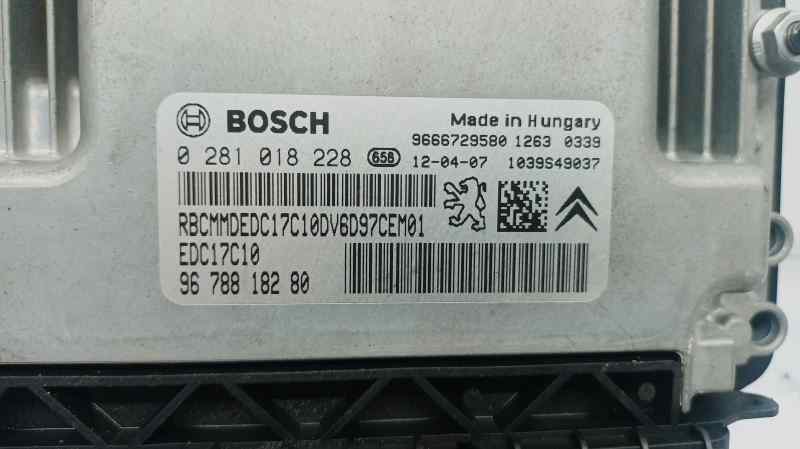 BOSCH Made in Hungary
9666729580 1263 0339
0 281 018 228 658 12-04-07 1039S49037
RBCMMDEDC17C10DV6D97CEM01
EDC17C10
96 788 182 80